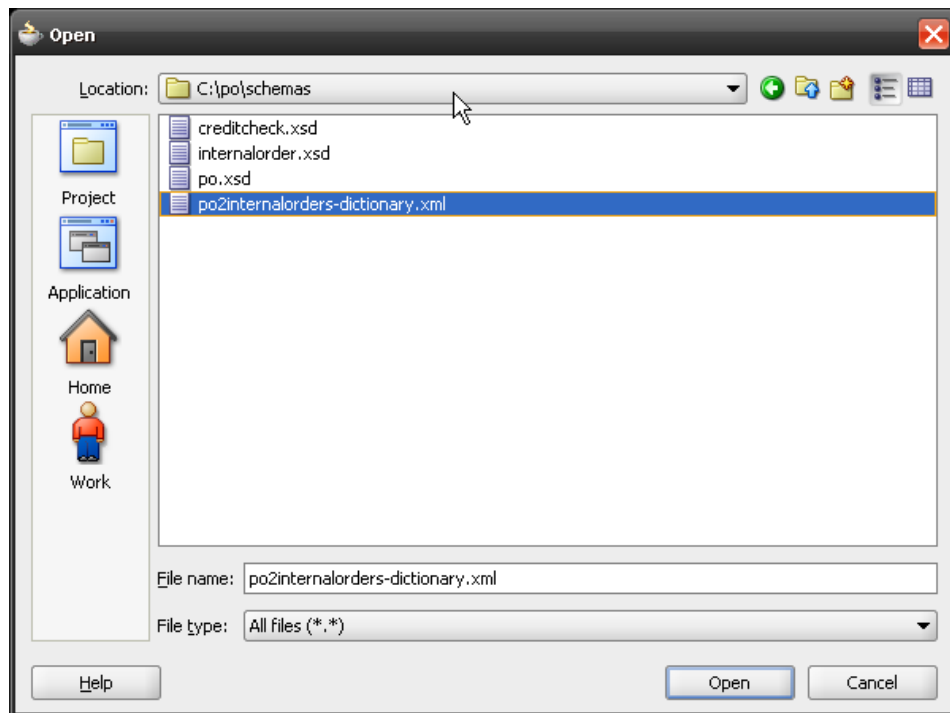 Open
Location: C:\po\schemas
creditcheck.xsd
internalorder.xsd
po.xsd
po2internalorders-dictionary.xml
Project
Application
Home
Work
File name: po2internalorders-dictionary.xml
File type: All files (*.*)
Help Open Cancel